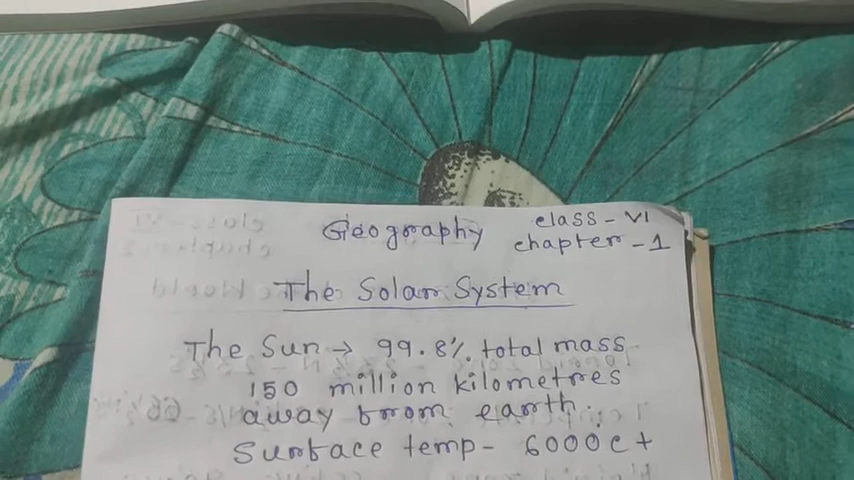 Geography
class - VI
chapter - 1
The Solar System
The Sun → 99.8% total mass
150 million kilometres
away from earth.
Surface temp - 6000c +